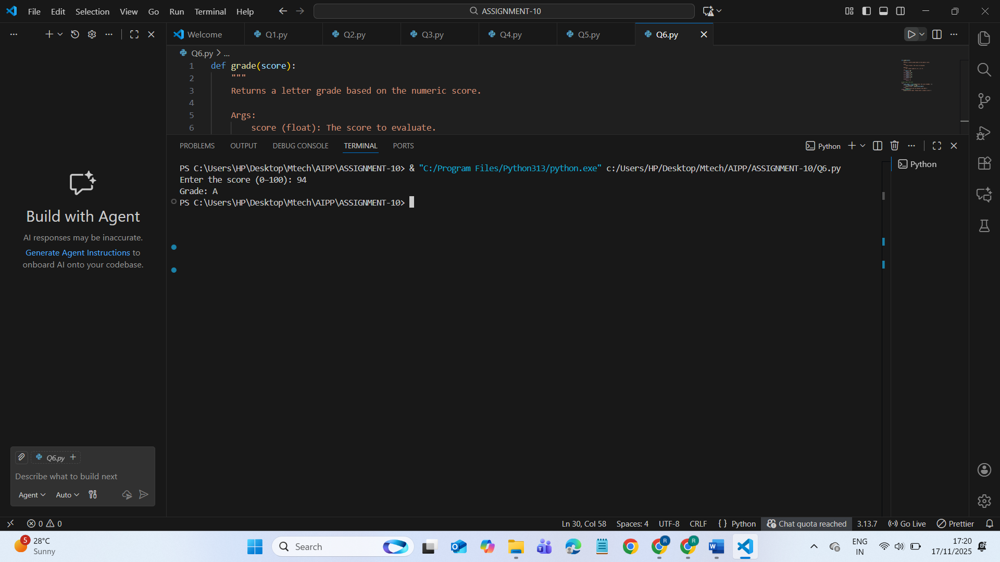 File Edit Selection View Go Run Terminal Help
ASSIGNMENT-10
Welcome Q1.py Q2.py Q3.py Q4.py Q5.py Q6.py
Q6.py > ...
1 def grade(score):
2 """
3 Returns a letter grade based on the numeric score.
4
5 Args:
6 score (float): The score to evaluate.
PROBLEMS OUTPUT DEBUG CONSOLE TERMINAL PORTS
Python
PS C:\Users\HP\Desktop\Mtech\AIPP\ASSIGNMENT-10> & "C:/Program Files/Python313/python.exe" c:/Users/HP/Desktop/Mtech/AIPP/ASSIGNMENT-10/Q6.py
Enter the score (0–100): 94
Grade: A
PS C:\Users\HP\Desktop\Mtech\AIPP\ASSIGNMENT-10>
Python
Build with Agent
AI responses may be inaccurate.
Generate Agent Instructions to
onboard AI onto your codebase.
Q6.py
Describe what to build next
Agent Auto
0 0
Ln 30, Col 58 Spaces: 4 UTF-8 CRLF { } Python Chat quota reached 3.13.7 Go Live Prettier
5
28°C
Sunny
Search
R
R
ENG
IN
17:20
17/11/2025